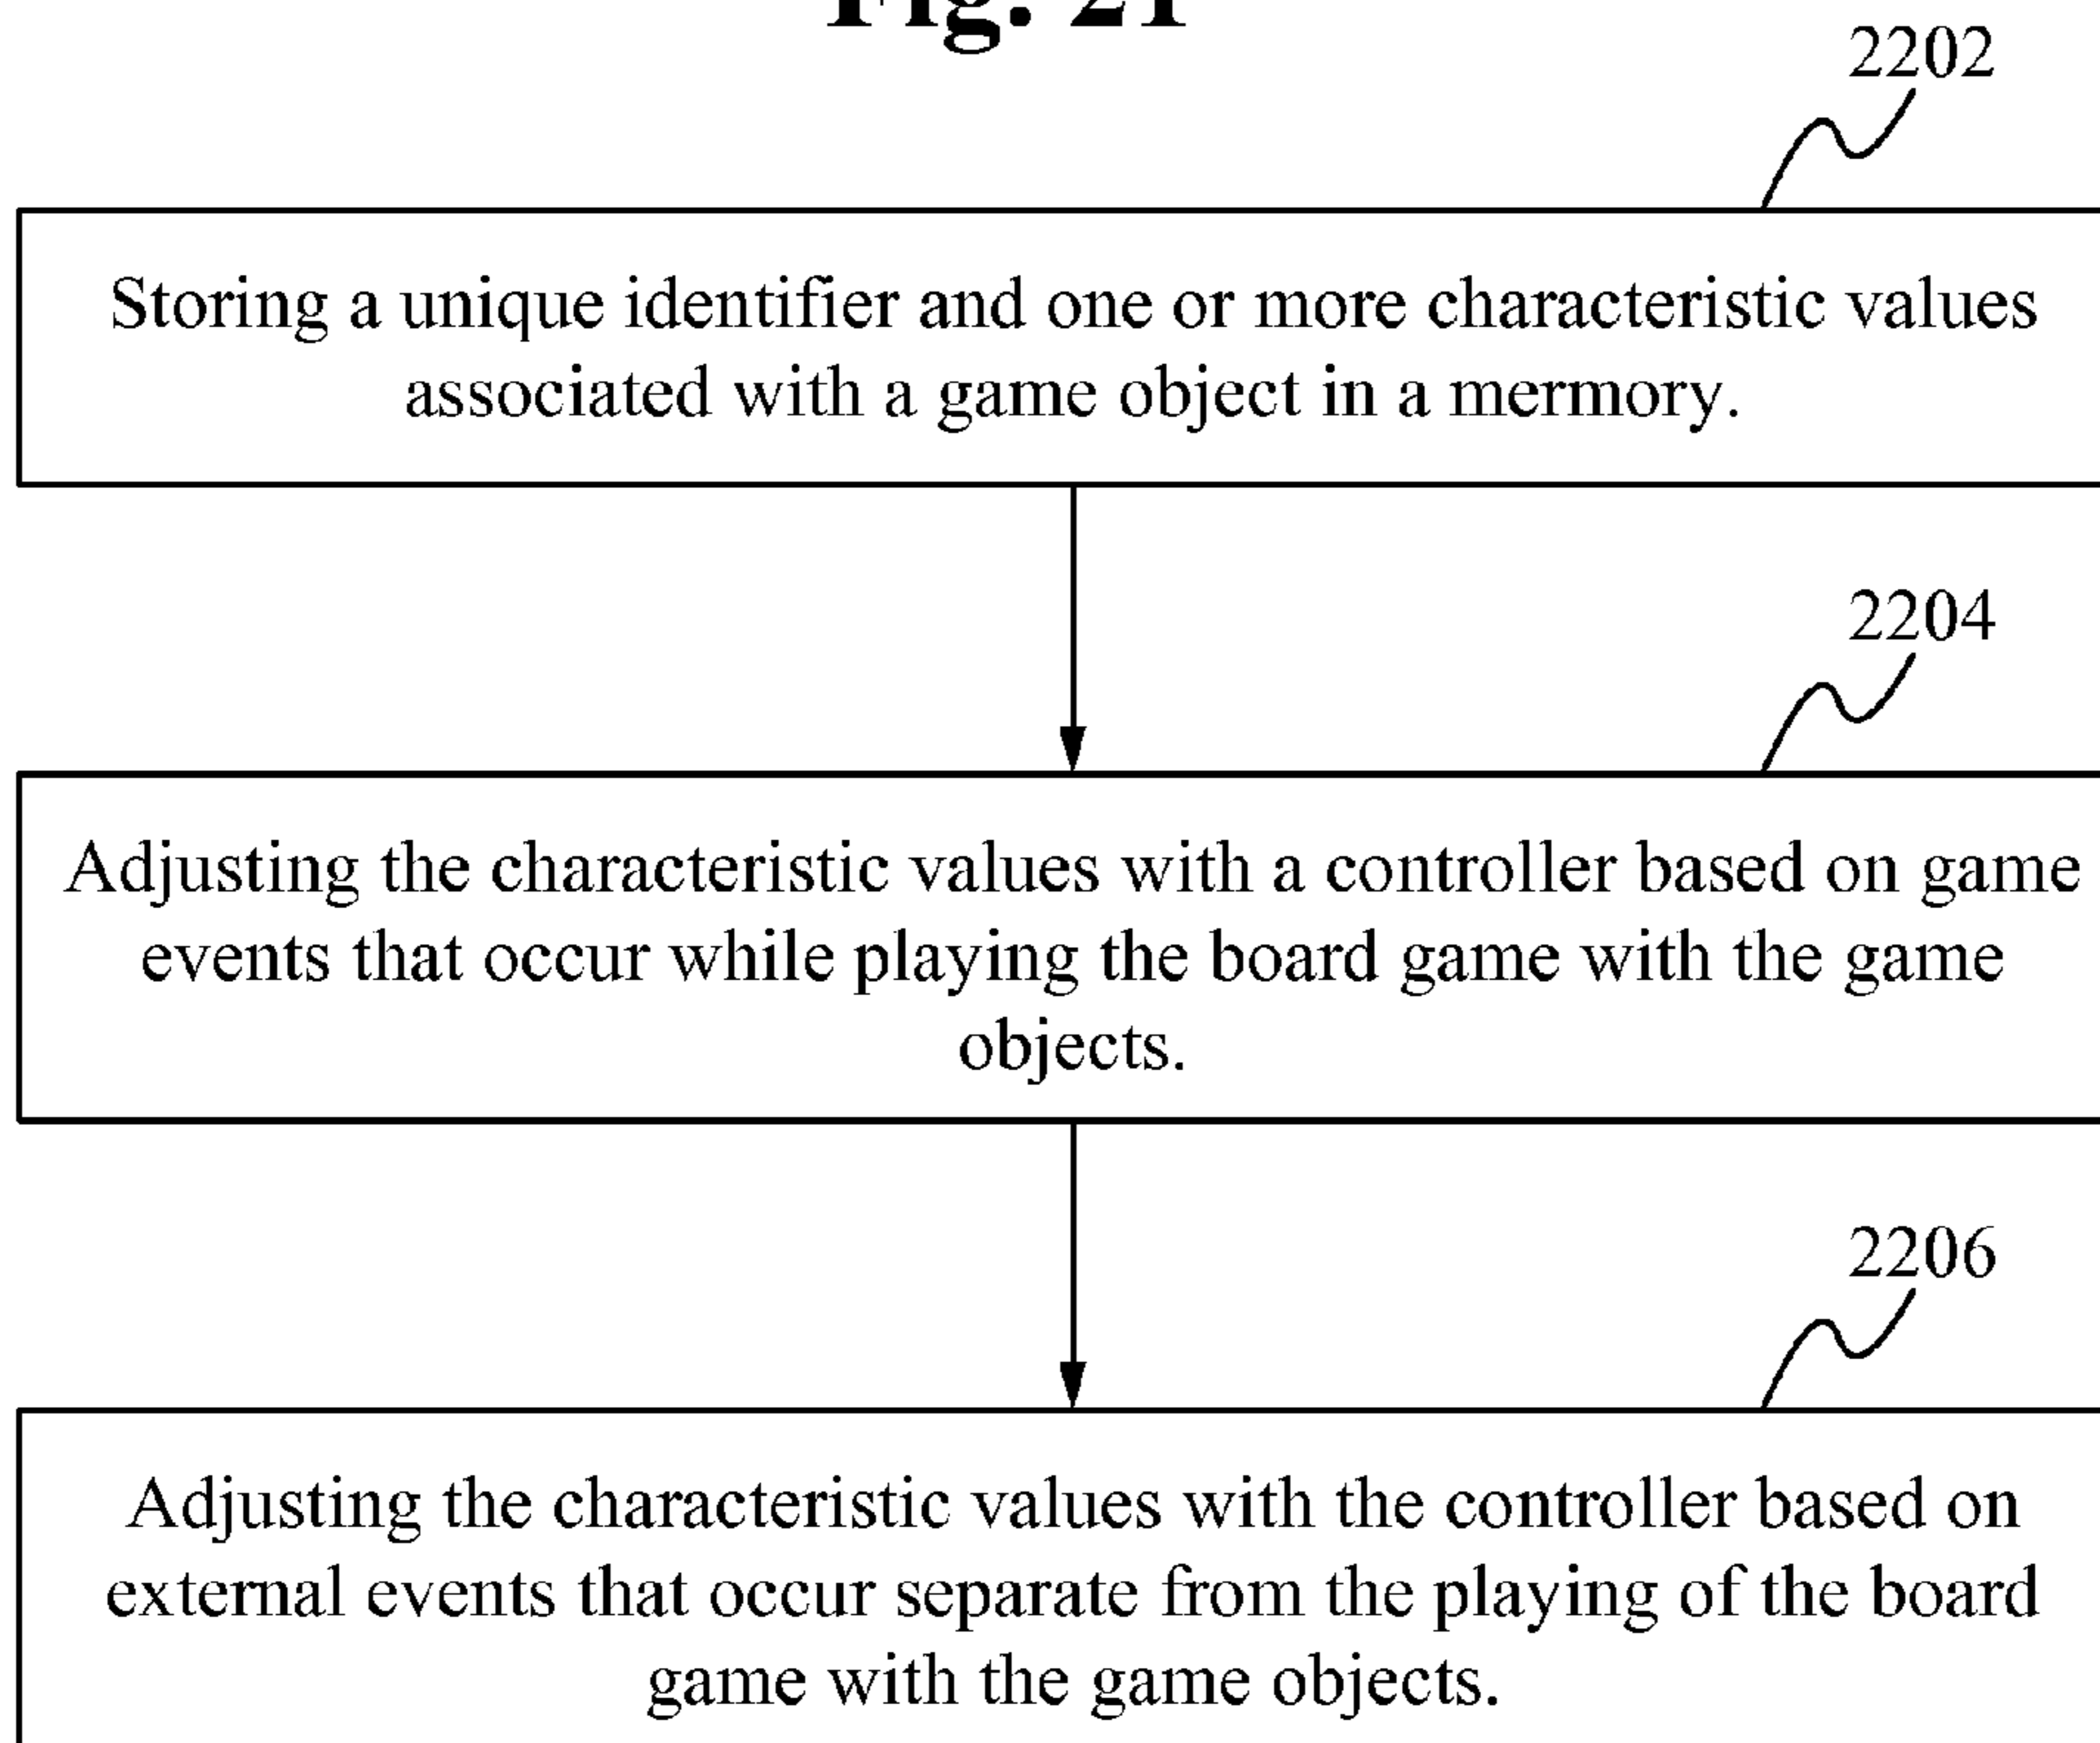 Fig. 21
2202
Storing a unique identifier and one or more characteristic values
associated with a game object in a mermory.
2204
Adjusting the characteristic values with a controller based on game
events that occur while playing the board game with the game
objects.
2206
Adjusting the characteristic values with the controller based on
external events that occur separate from the playing of the board
game with the game objects.